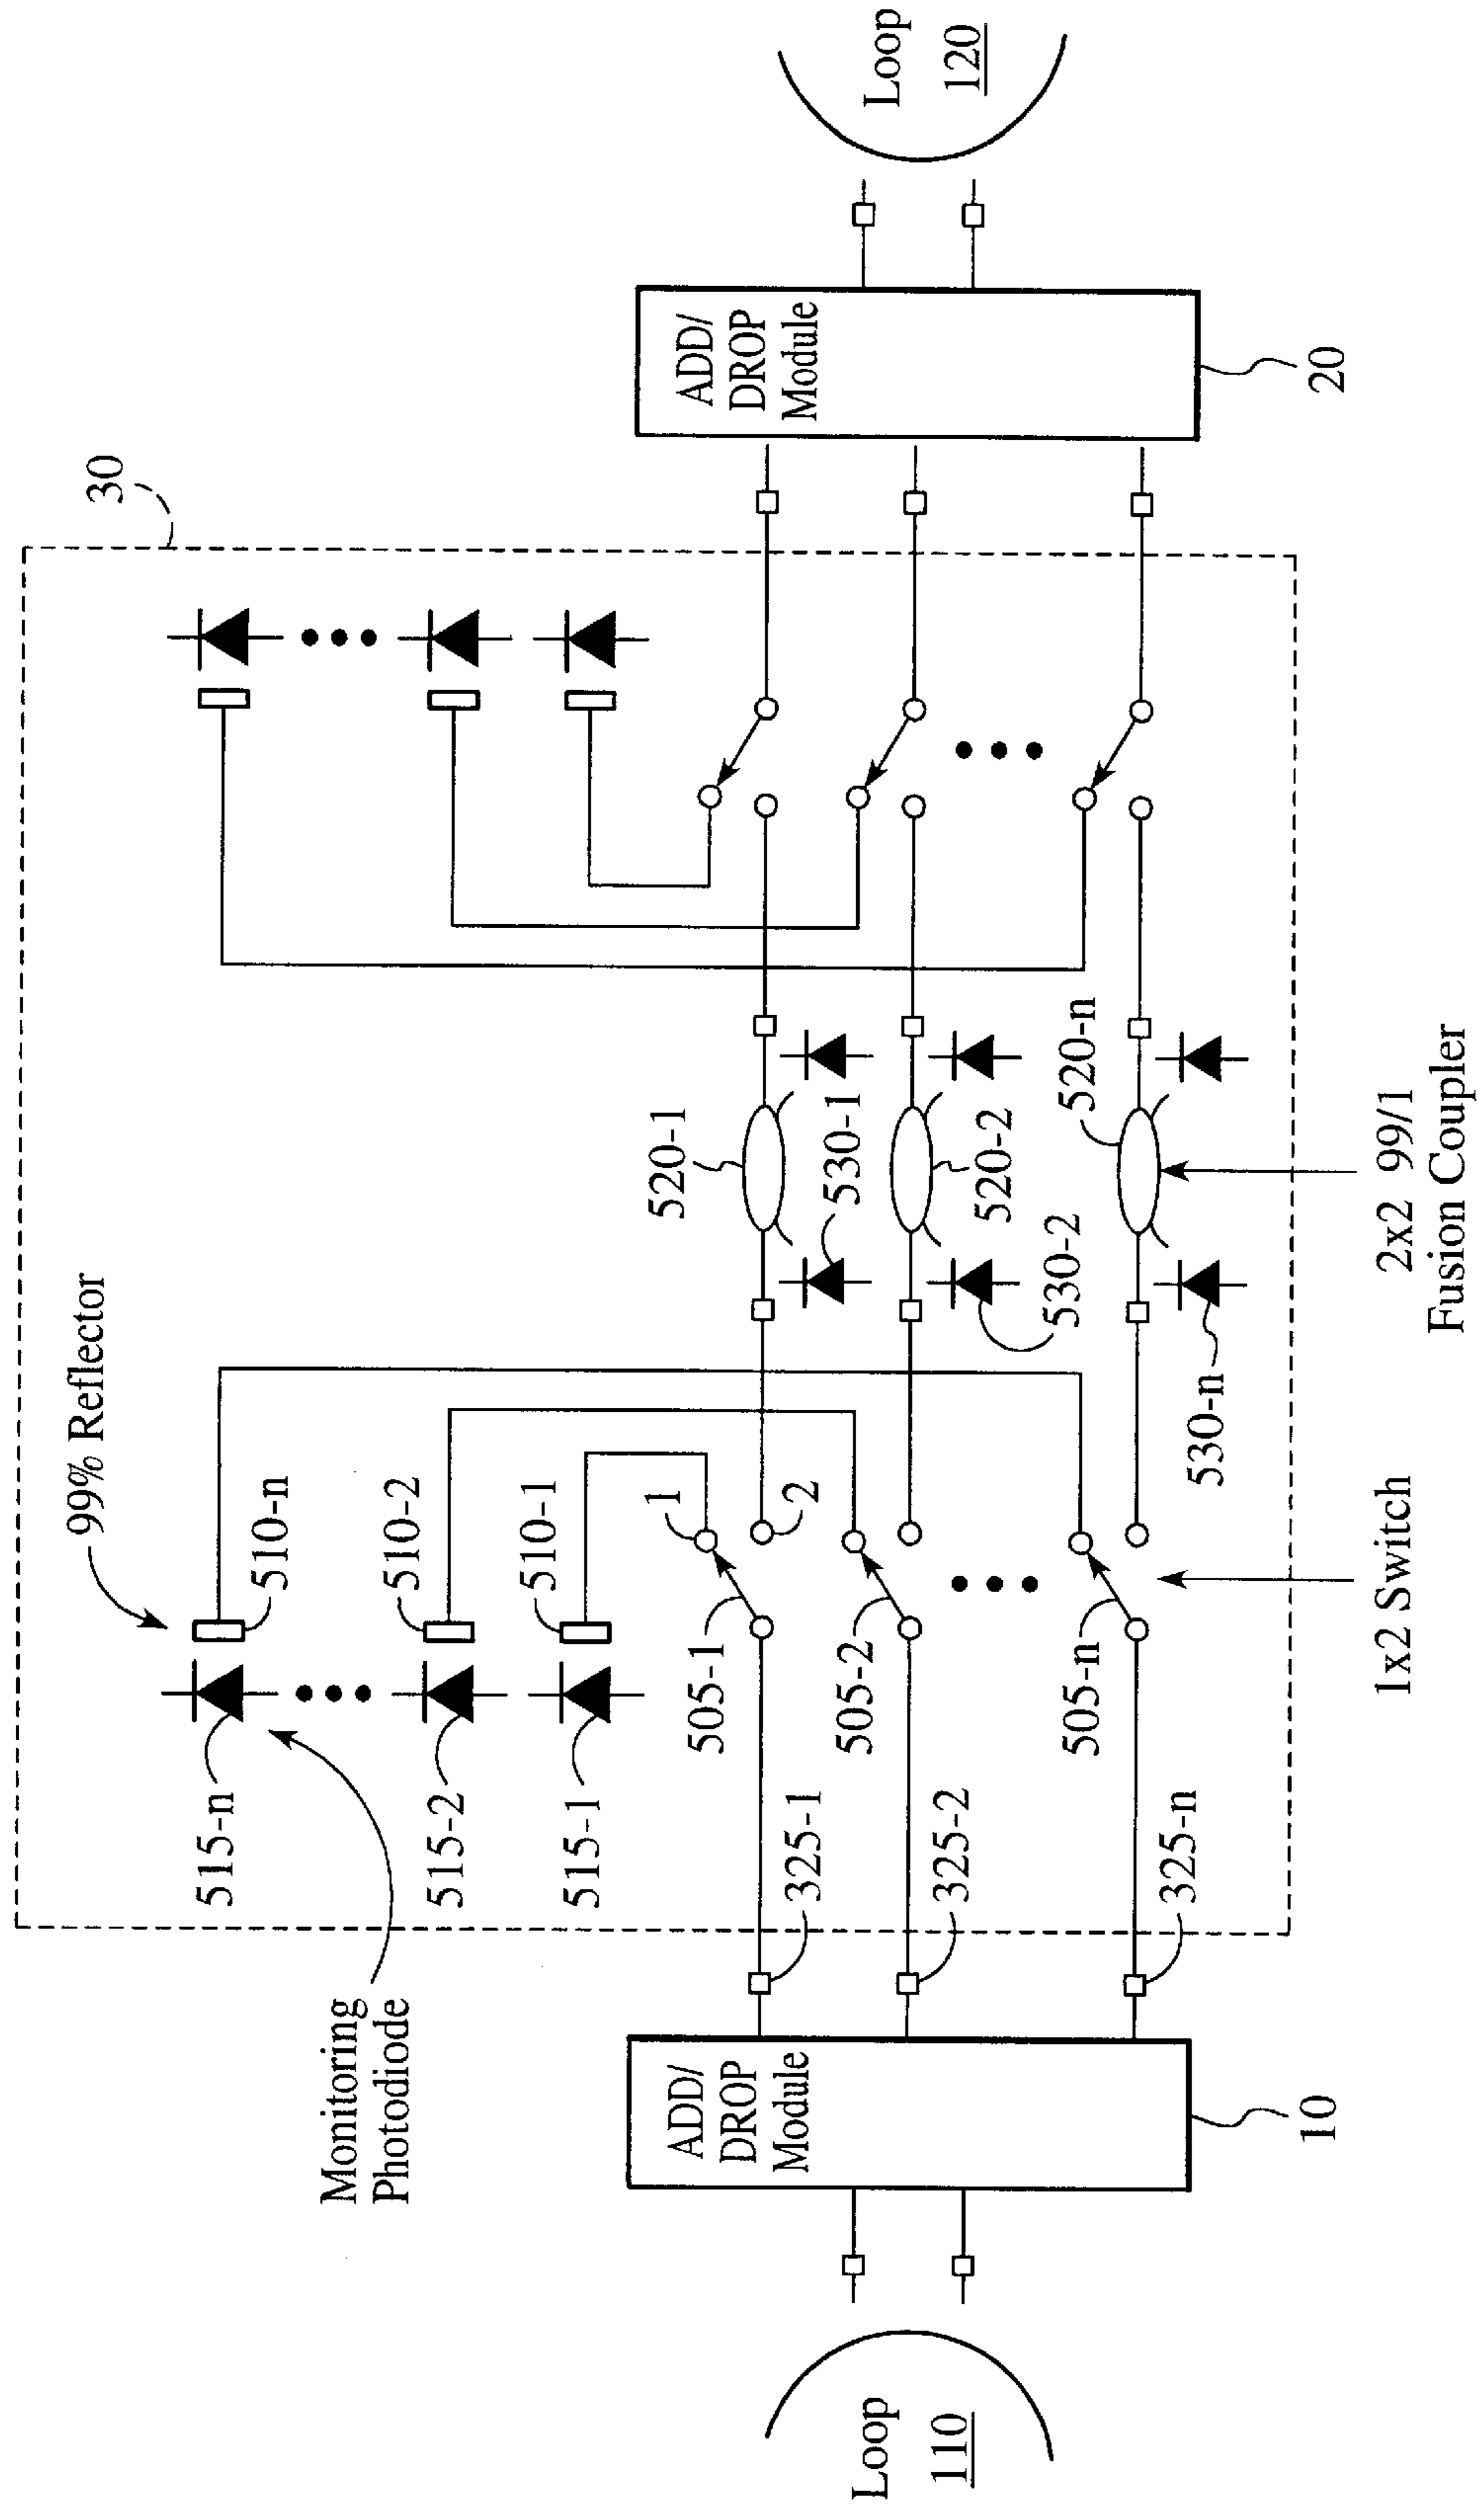 99% Reflector
30
Monitoring
Photodiode
515-n
510-n
515-2
510-2
515-1
510-1
505-1
1
2
505-2
505-n
520-1
530-1
520-2
530-2
520-n
530-n
325-1
325-2
325-n
ADD/
DROP
Module
10
ADD/
DROP
Module
20
Loop
110
Loop
120
1x2 Switch
2x2 99/1
Fusion Coupler